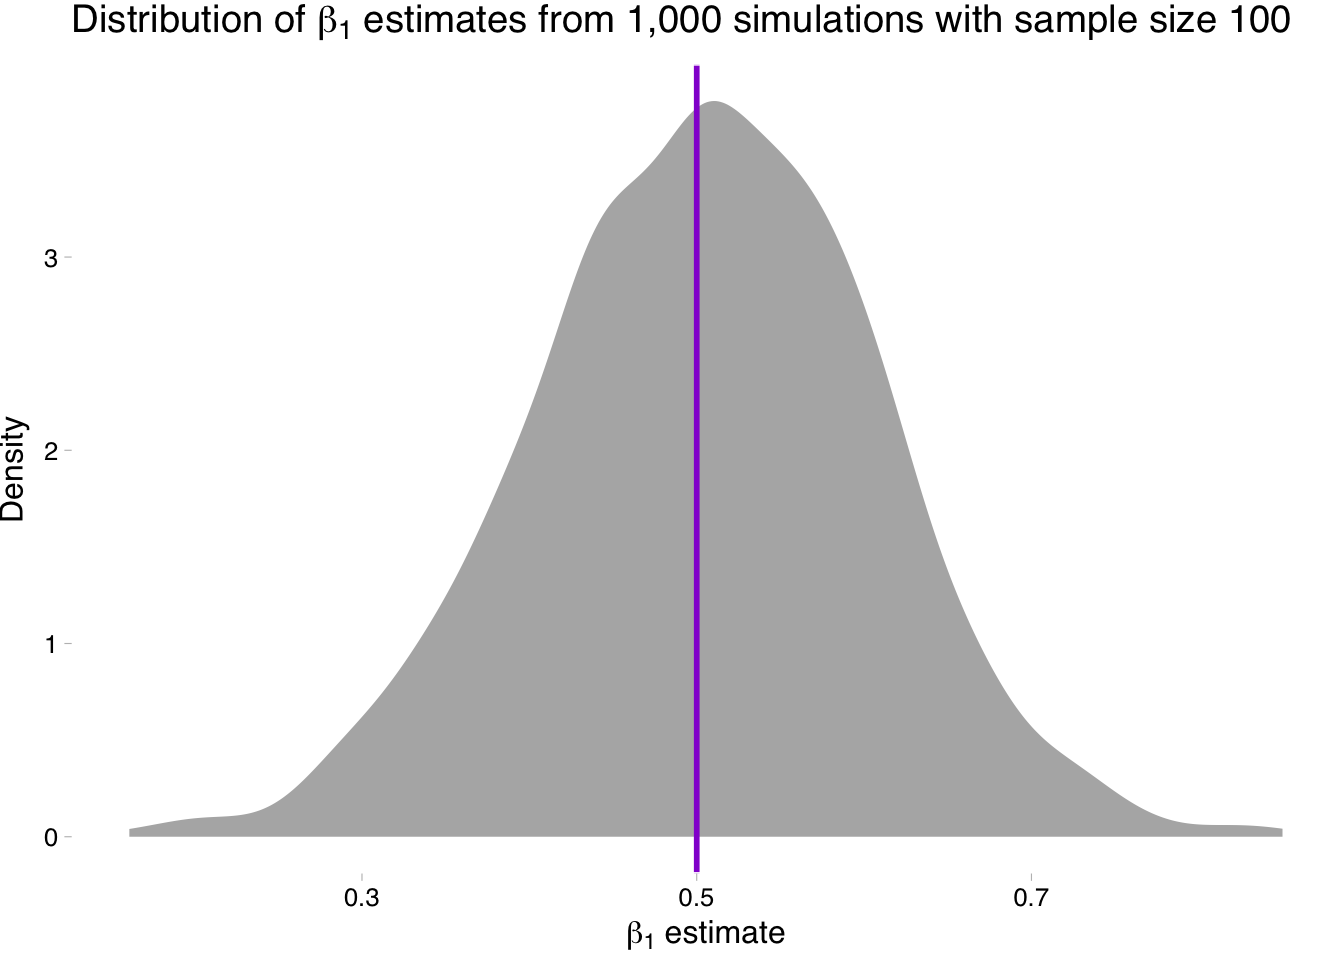 Distribution of β₁ estimates from 1,000 simulations with sample size 100
Density
3
2
1
0
0.3 0.5 0.7
β₁ estimate